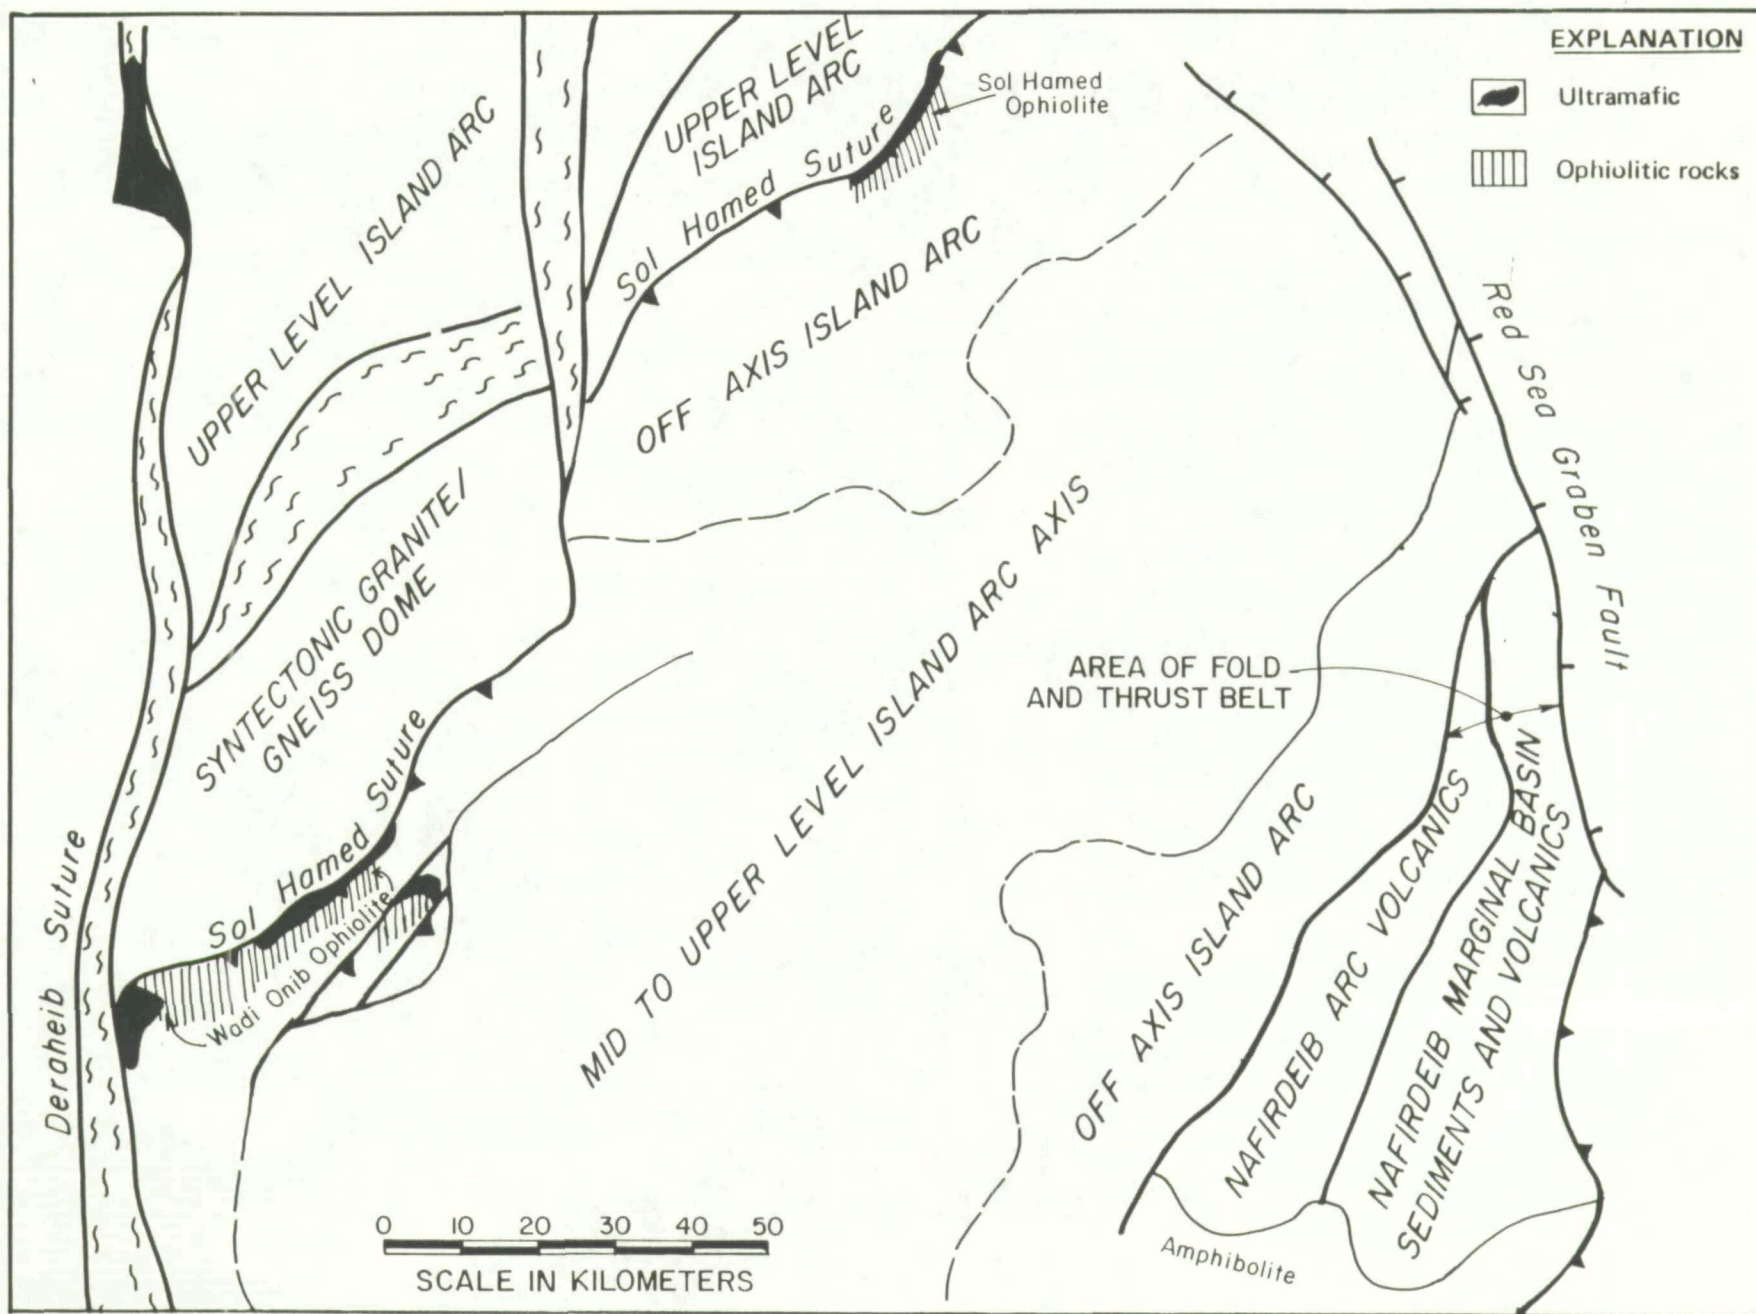 EXPLANATION
Ultramafic
Ophiolitic rocks
UPPER LEVEL
ISLAND ARC
Sol Hamed
Ophiolite
Sol Hamed Suture
UPPER LEVEL ISLAND ARC
OFF AXIS ISLAND ARC
Red Sea Graben Fault
SYNTECTONIC GRANITE/
GNEISS DOME
AREA OF FOLD
AND THRUST BELT
MID TO UPPER LEVEL ISLAND ARC AXIS
Sol Hamed Suture
Wadi Onib Ophiolite
Deraheib Suture
OFF AXIS ISLAND ARC
NAFIRDEIB ARC VOLCANICS
NAFIRDEIB MARGINAL BASIN
SEDIMENTS AND VOLCANICS
Amphibolite
0 10 20 30 40 50
SCALE IN KILOMETERS